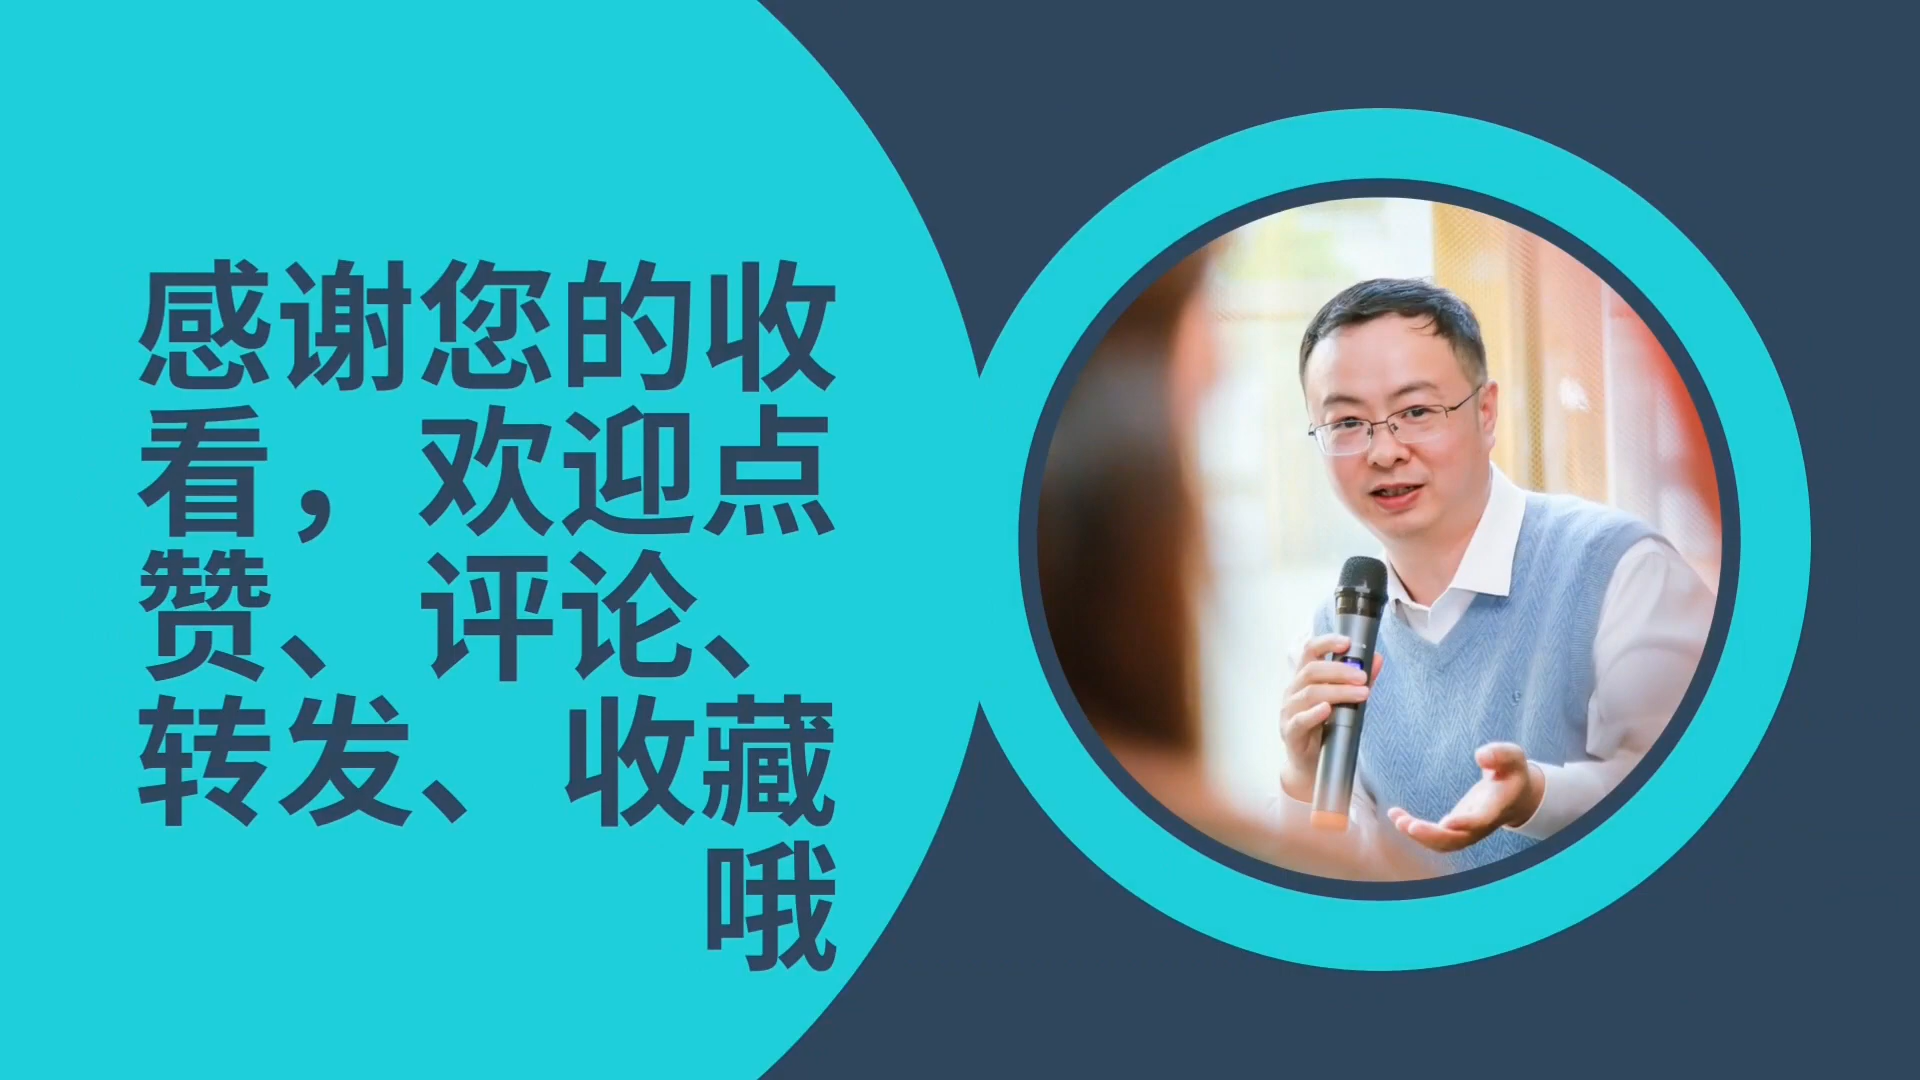 感谢您的收
看，欢迎点
赞、评论、
转发、收藏
哦